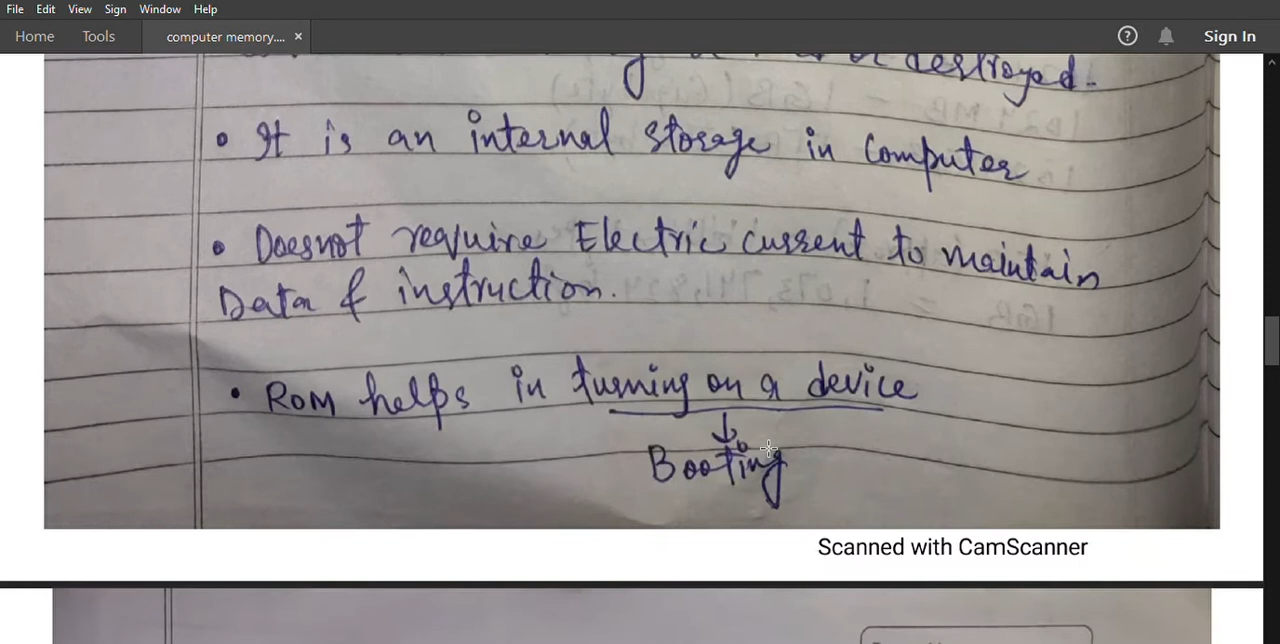 File Edit View Sign Window Help
Home Tools computer memory.... × Sign In
destroyed.
• It is an internal storage in Computer
• Doesnot require Electric current to maintain
Data & instruction.
• ROM helps in turning on a device
↓
Booting
Scanned with CamScanner